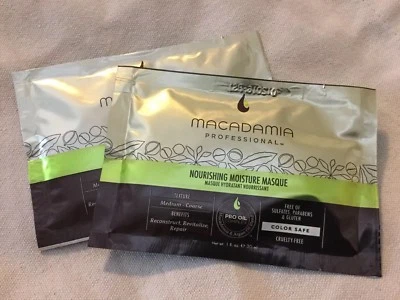 MACADAMIA
PROFESSIONAL™
NOURISHING MOISTURE MASQUE
MASQUE HYDRATANT NOURRISSANT
TEXTURE
Medium - Coarse
BENEFITS
Reconstruct, Revitalize,
Repair
PRO OIL
FREE OF
SULFATES, PARABENS
& GLUTEN
COLOR SAFE
CRUELTY-FREE